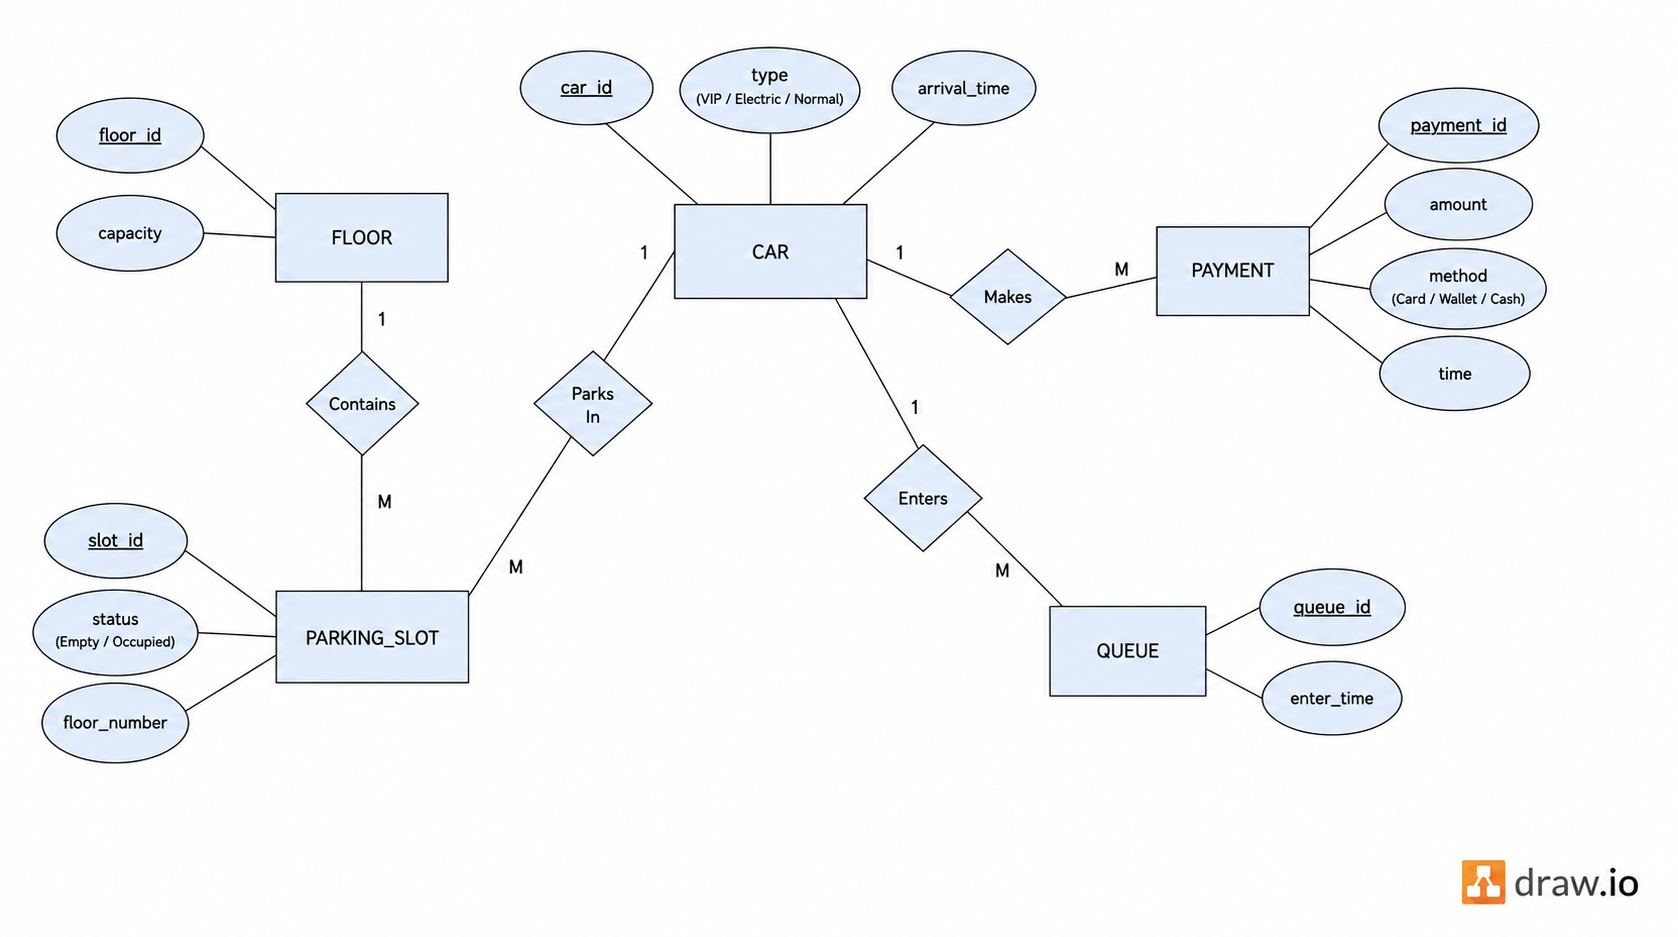 car_id
type
(VIP / Electric / Normal)
arrival_time
floor_id
capacity
FLOOR
CAR
payment_id
amount
method
(Card / Wallet / Cash)
time
PAYMENT
1
1
Makes
M
1
Contains
M
Parks
In
M
1
Enters
M
slot_id
status
(Empty / Occupied)
floor_number
PARKING_SLOT
QUEUE
queue_id
enter_time
draw.io